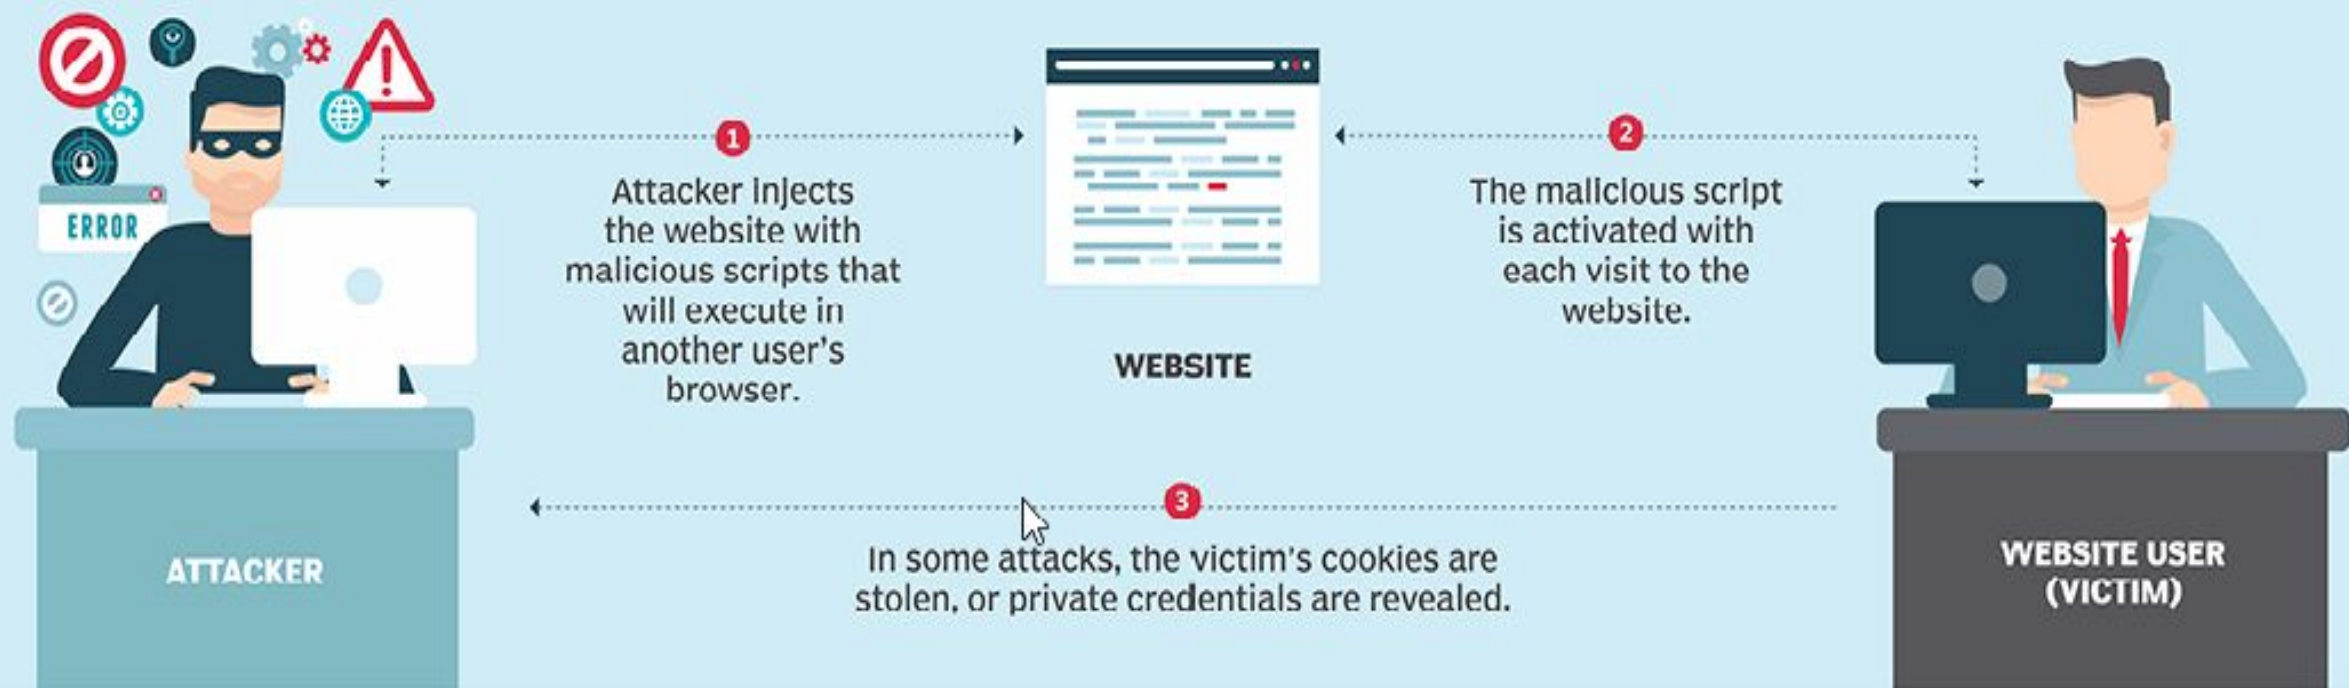 ERROR
1
Attacker injects
the website with
malicious scripts that
will execute in
another user's
browser.
WEBSITE
2
The malicious script
is activated with
each visit to the
website.
3
In some attacks, the victim's cookies are
stolen, or private credentials are revealed.
ATTACKER
WEBSITE USER
(VICTIM)